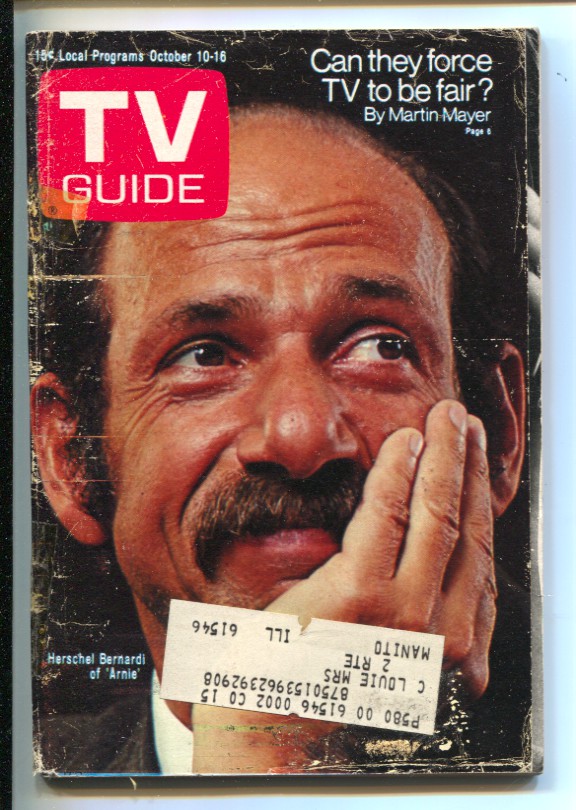 15¢ Local Programs October 10-16
Can they force
TV to be fair?
By Martin Mayer
Page 6
TV
GUIDE
®
Herschel Bernardi
of 'Arnie'
P580 00 61546 0002 CO 15
87501539962392908
C LOUIE MRS
2 RTE
MANITO
ILL 61546